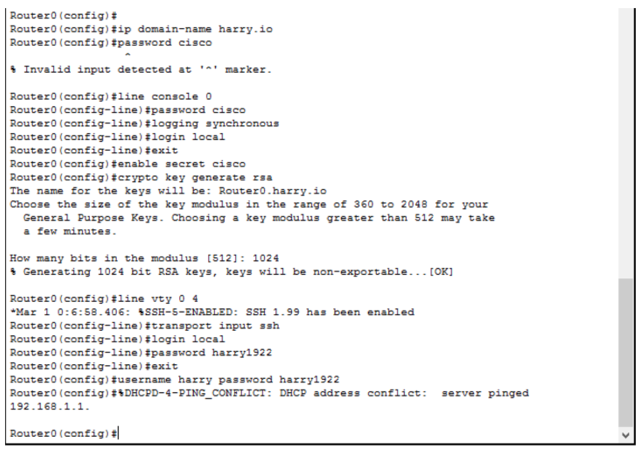 Router0(config)#
Router0(config)#ip domain-name harry.io
Router0(config)#password cisco
^
% Invalid input detected at '^' marker.
Router0(config)#line console 0
Router0(config-line)#password cisco
Router0(config-line)#logging synchronous
Router0(config-line)#login local
Router0(config-line)#exit
Router0(config)#enable secret cisco
Router0(config)#crypto key generate rsa
The name for the keys will be: Router0.harry.io
Choose the size of the key modulus in the range of 360 to 2048 for your
General Purpose Keys. Choosing a key modulus greater than 512 may take
a few minutes.
How many bits in the modulus [512]: 1024
% Generating 1024 bit RSA keys, keys will be non-exportable...[OK]
Router0(config)#line vty 0 4
*Mar 1 0:6:58.406: %SSH-5-ENABLED: SSH 1.99 has been enabled
Router0(config-line)#transport input ssh
Router0(config-line)#login local
Router0(config-line)#password harry1922
Router0(config-line)#exit
Router0(config)#username harry password harry1922
Router0(config)#%DHCPD-4-PING_CONFLICT: DHCP address conflict:  server pinged
192.168.1.1.
Router0(config)#